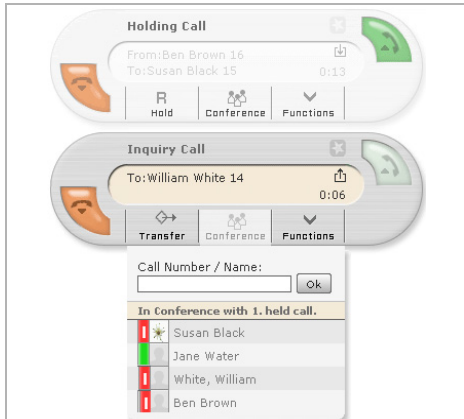 Holding Call
From:Ben Brown 16
To:Susan Black 15
0:13
R
Hold
Conference
Functions
Inquiry Call
To:William White 14
0:06
Transfer
Conference
Functions
Call Number / Name:
Ok
In Conference with 1. held call.
Susan Black
Jane Water
White, William
Ben Brown